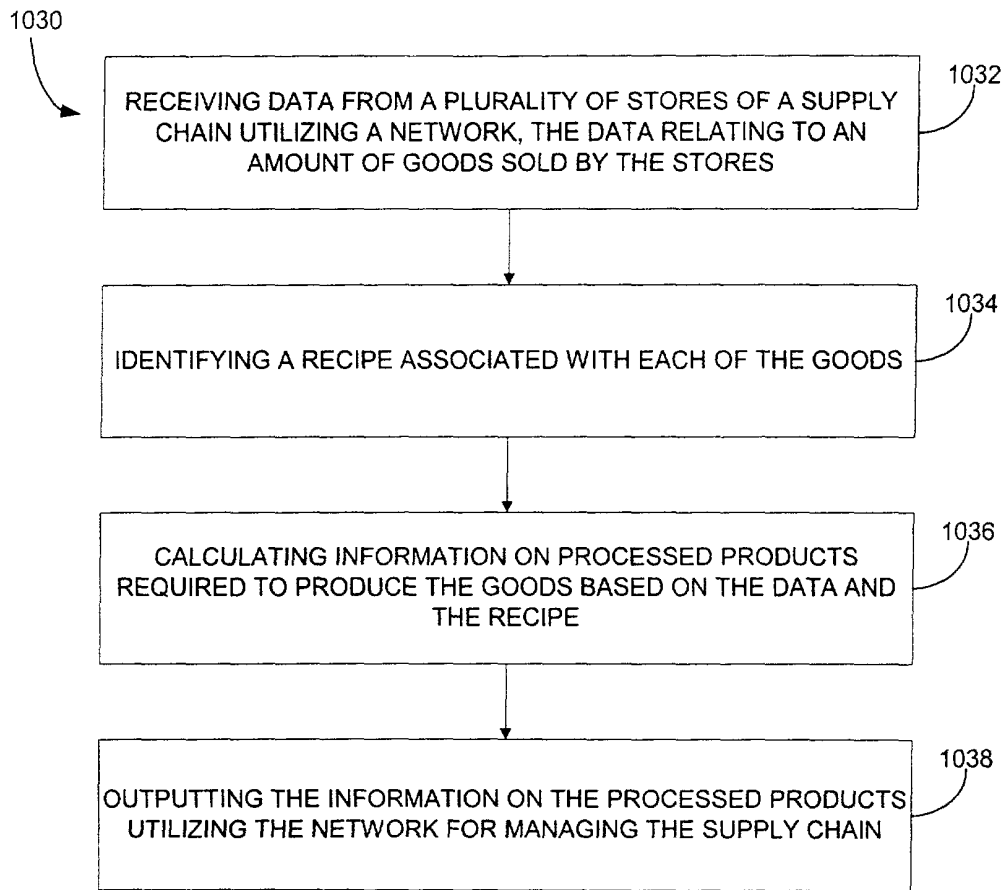 1030
RECEIVING DATA FROM A PLURALITY OF STORES OF A SUPPLY
CHAIN UTILIZING A NETWORK, THE DATA RELATING TO AN
AMOUNT OF GOODS SOLD BY THE STORES
1032
IDENTIFYING A RECIPE ASSOCIATED WITH EACH OF THE GOODS
1034
CALCULATING INFORMATION ON PROCESSED PRODUCTS
REQUIRED TO PRODUCE THE GOODS BASED ON THE DATA AND
THE RECIPE
1036
OUTPUTTING THE INFORMATION ON THE PROCESSED PRODUCTS
UTILIZING THE NETWORK FOR MANAGING THE SUPPLY CHAIN
1038